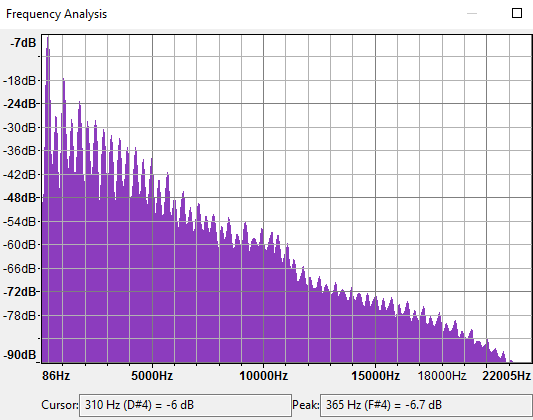 Frequency Analysis
-7dB
-18dB
-24dB
-30dB
-36dB
-42dB
-48dB
-54dB
-60dB
-66dB
-72dB
-78dB
-90dB
86Hz 5000Hz 10000Hz 15000Hz 18000Hz 22005Hz
Cursor: 310 Hz (D#4) = -6 dB Peak: 365 Hz (F#4) = -6.7 dB